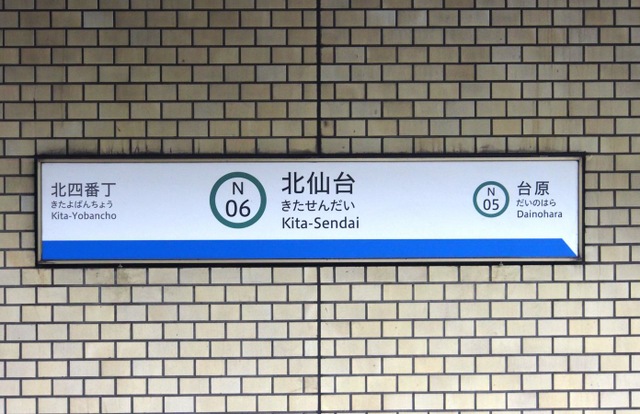 北四番丁
きたよばんちょう
Kita-Yobancho
N
06
北仙台
きたせんだい
Kita-Sendai
N
05
台原
だいのはら
Dainohara